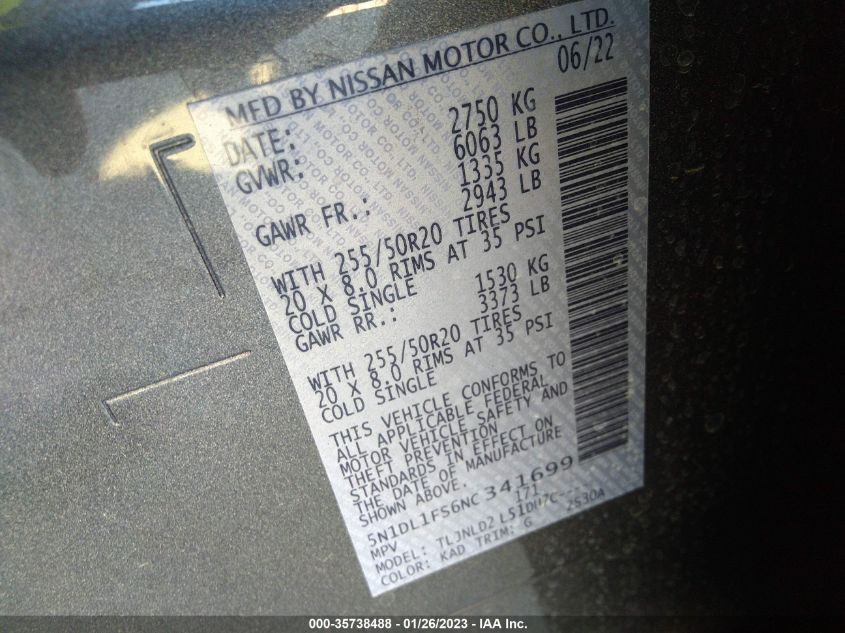 MFD BY NISSAN MOTOR CO., LTD.
DATE: 06/22
GVWR: 2750 KG
6063 LB
GAWR FR.: 1335 KG
2943 LB
WITH 255/50R20 TIRES
20 X 8.0 RIMS AT 35 PSI
COLD SINGLE
GAWR RR.: 1530 KG
3373 LB
WITH 255/50R20 TIRES
20 X 8.0 RIMS AT 35 PSI
COLD SINGLE
THIS VEHICLE CONFORMS TO
ALL APPLICABLE FEDERAL
MOTOR VEHICLE SAFETY AND
THEFT PREVENTION
STANDARDS IN EFFECT ON
THE DATE OF MANUFACTURE
SHOWN ABOVE.
5N1DL1FS6NC341699
MPV 171
MODEL: TLJNLD2
COLOR: KAD TRIM: G 2530A
000-35738488 - 01/26/2023 - IAA Inc.